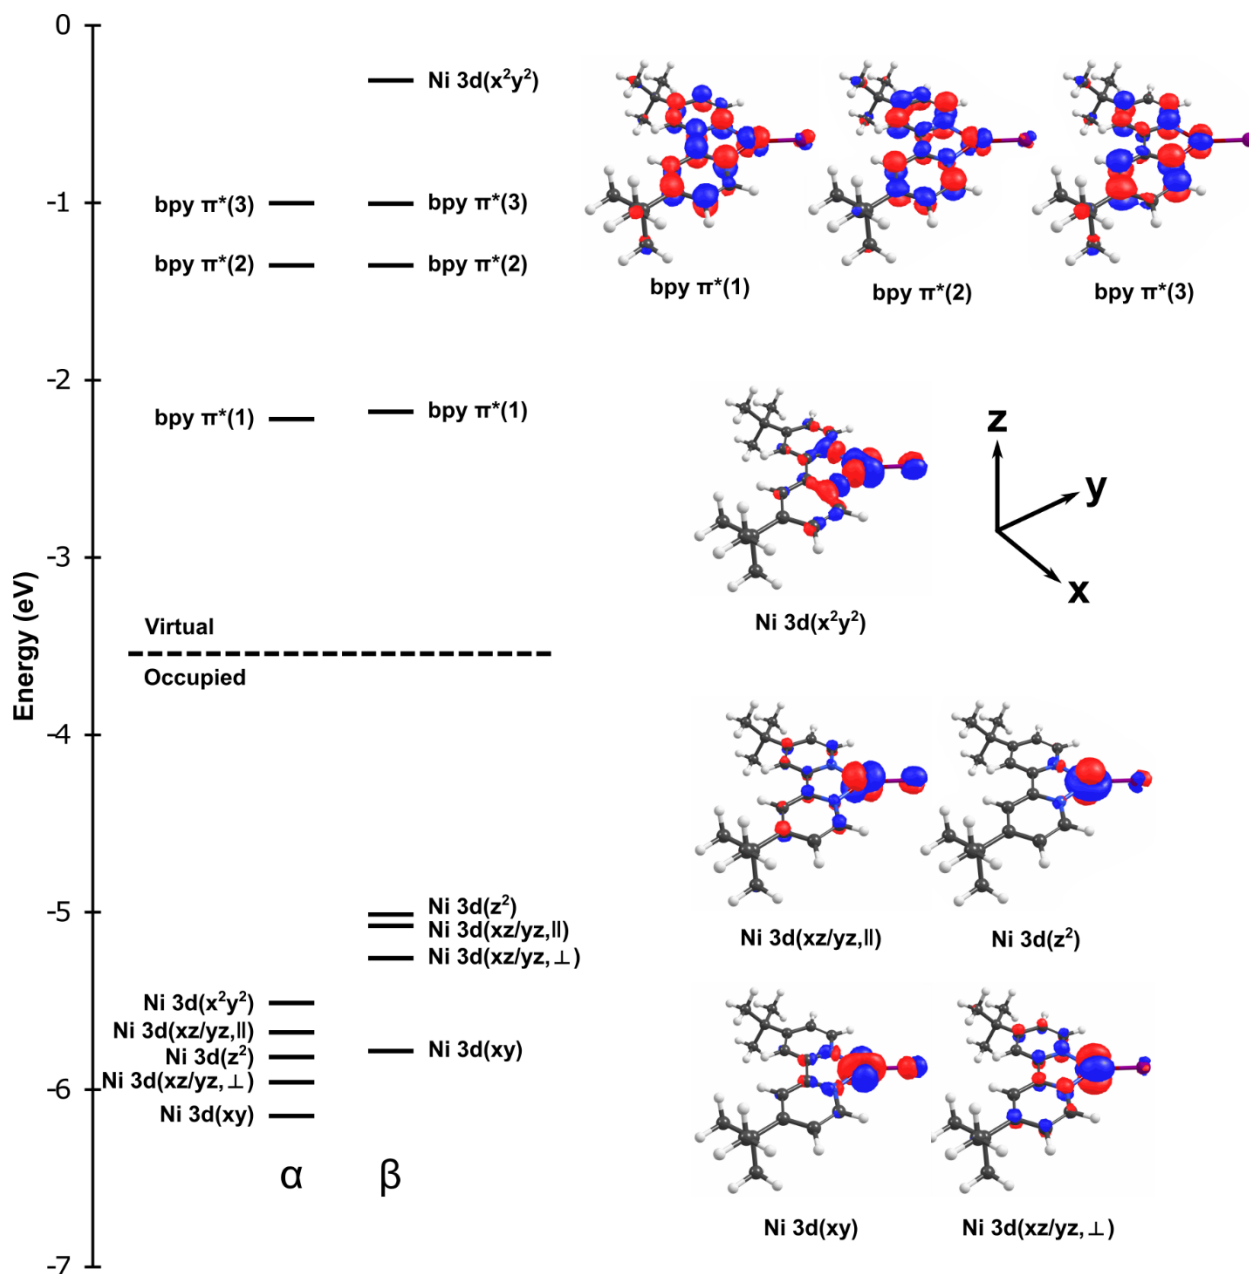 0
Ni 3d(x²y²)
bpy π*(1)
bpy π*(2)
bpy π*(3)
-1
bpy π*(3)
bpy π*(3)
bpy π*(2)
bpy π*(2)
-2
bpy π*(1)
bpy π*(1)
z
y
x
Ni 3d(x²y²)
-3
Energy (eV)
Virtual
Occupied
-4
Ni 3d(xz/yz,ǁ)
Ni 3d(z²)
-5
Ni 3d(z²)
Ni 3d(xz/yz,ǁ)
Ni 3d(xz/yz,⊥)
Ni 3d(x²y²)
Ni 3d(xz/yz,ǁ)
Ni 3d(z²)
Ni 3d(xz/yz,⊥)
Ni 3d(xy)
Ni 3d(xy)
-6
α
β
Ni 3d(xy)
Ni 3d(xz/yz,⊥)
-7